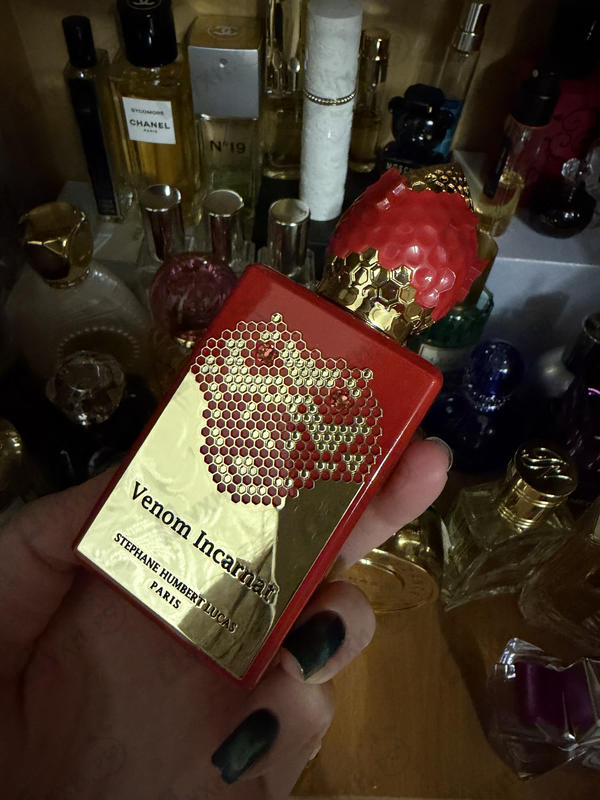 SYCOMORE
CHANEL
PARIS
N°19
Venom Incarnat
STEPHANE HUMBERT LUCAS
PARIS